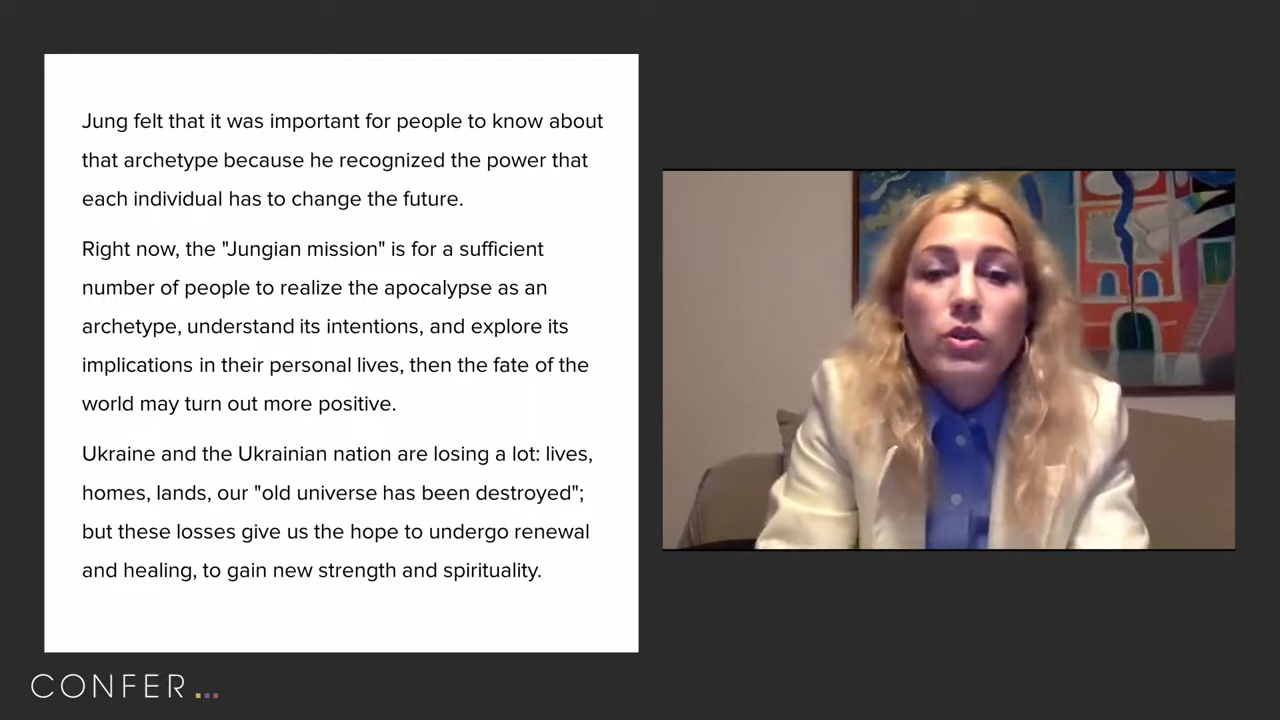 Jung felt that it was important for people to know about
that archetype because he recognized the power that
each individual has to change the future.
Right now, the "Jungian mission" is for a sufficient
number of people to realize the apocalypse as an
archetype, understand its intentions, and explore its
implications in their personal lives, then the fate of the
world may turn out more positive.
Ukraine and the Ukrainian nation are losing a lot: lives,
homes, lands, our "old universe has been destroyed";
but these losses give us the hope to undergo renewal
and healing, to gain new strength and spirituality.
CONFER...